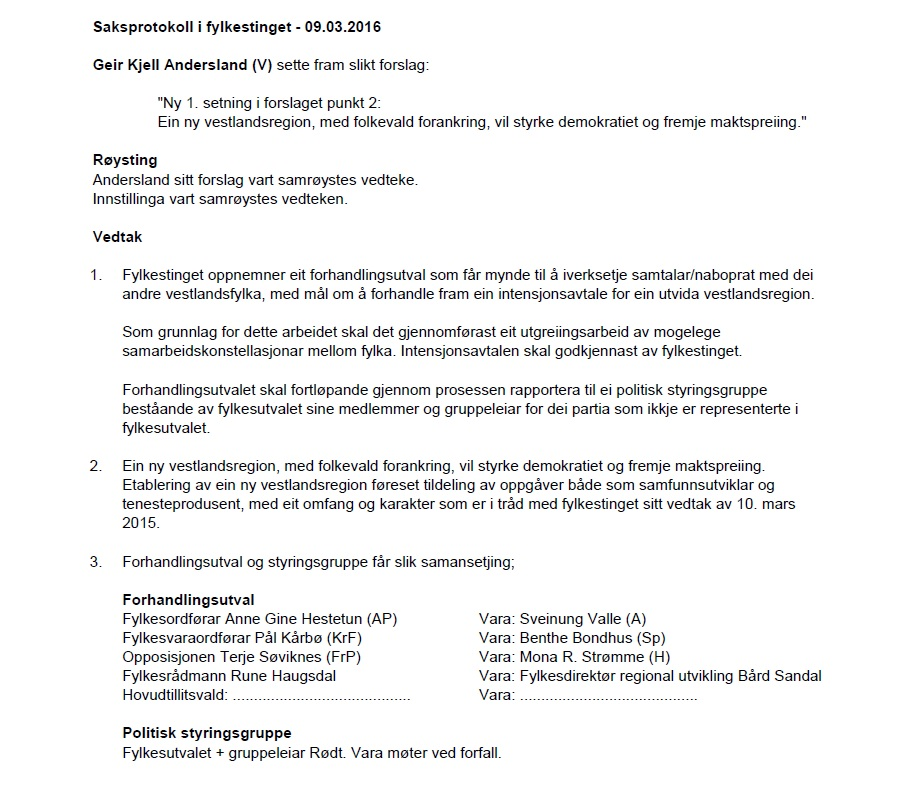 Saksprotokoll i fylkestinget - 09.03.2016
Geir Kjell Andersland (V) sette fram slikt forslag:
"Ny 1. setning i forslaget punkt 2:
Ein ny vestlandsregion, med folkevald forankring, vil styrke demokratiet og fremje maktspreiing."
Røysting
Andersland sitt forslag vart samrøystes vedteke.
Innstillinga vart samrøystes vedteken.
Vedtak
1. Fylkestinget oppnemner eit forhandlingsutval som får mynde til å iverksetje samtalar/naboprat med dei
andre vestlandsfylka, med mål om å forhandle fram ein intensjonsavtale for ein utvida vestlandsregion.
Som grunnlag for dette arbeidet skal det gjennomførast eit utgreiingsarbeid av mogelege
samarbeidskonstellasjonar mellom fylka. Intensjonsavtalen skal godkjennast av fylkestinget.
Forhandlingsutvalet skal fortløpande gjennom prosessen rapportera til ei politisk styringsgruppe
beståande av fylkesutvalet sine medlemmer og gruppeleiar for dei partia som ikkje er representerte i
fylkesutvalet.
2. Ein ny vestlandsregion, med folkevald forankring, vil styrke demokratiet og fremje maktspreiing.
Etablering av ein ny vestlandsregion føreset tildeling av oppgåver både som samfunnsutviklar og
tenesteprodusent, med eit omfang og karakter som er i tråd med fylkestinget sitt vedtak av 10. mars
2015.
3. Forhandlingsutval og styringsgruppe får slik samansetjing;
Forhandlingsutval
Fylkesordførar Anne Gine Hestetun (AP) Vara: Sveinung Valle (A)
Fylkesvaraordførar Pål Kårbø (KrF) Vara: Benthe Bondhus (Sp)
Opposisjonen Terje Søviknes (FrP) Vara: Mona R. Strømme (H)
Fylkesrådmann Rune Haugsdal Vara: Fylkesdirektør regional utvikling Bård Sandal
Hovudtillitsvald: ........................................... Vara: ...........................................
Politisk styringsgruppe
Fylkesutvalet + gruppeleiar Rødt. Vara møter ved forfall.